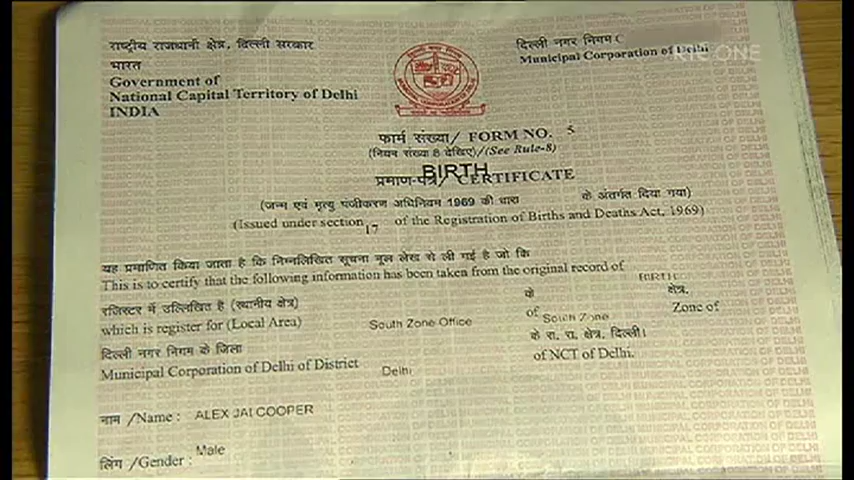 RTÉ ONE
राष्ट्रीय राजधानी क्षेत्र, दिल्ली सरकार
भारत
Government of
National Capital Territory of Delhi
INDIA
दिल्ली नगर निगम (
Municipal Corporation of Delhi
फार्म संख्या/ FORM NO. 5
(नियम संख्या 8 देखिए)/(See Rule-8)
BIRTH
प्रमाण-पत्र/ CERTIFICATE
(जन्म एवं मृत्यु पंजीकरण अधिनियम 1969 की धारा के अंतर्गत दिया गया)
(Issued under section 17 of the Registration of Births and Deaths Act, 1969)
यह प्रमाणित किया जाता है कि निम्नलिखित सूचना मूल लेख से ली गई है जो कि
This is to certify that the following information has been taken from the original record of BIRTH
रजिस्टर में उल्लिखित है (स्थानीय क्षेत्र) के क्षेत्र.
which is register for (Local Area) South Zone Office of South Zone Zone of
दिल्ली नगर निगम के जिला के रा. रा. क्षेत्र, दिल्ली।
Municipal Corporation of Delhi of District Delhi of NCT of Delhi.
नाम /Name : ALEX JAI COOPER
लिंग /Gender : Male